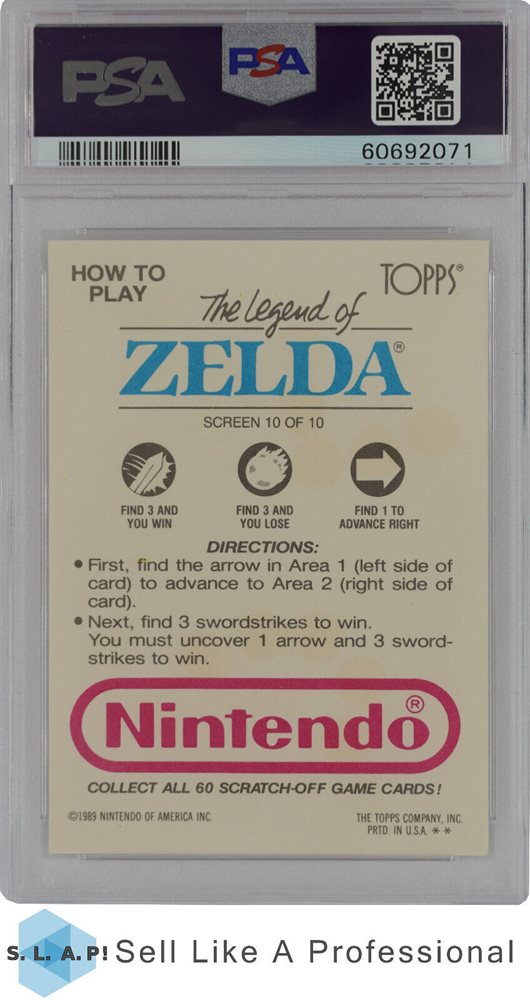 PSA
PSA
60692071
HOW TO
PLAY
TOPPS®
The Legend of
ZELDA®
SCREEN 10 OF 10
FIND 3 AND
YOU WIN
FIND 3 AND
YOU LOSE
FIND 1 TO
ADVANCE RIGHT
DIRECTIONS:
● First, find the arrow in Area 1 (left side of
card) to advance to Area 2 (right side of
card).
● Next, find 3 swordstrikes to win.
You must uncover 1 arrow and 3 sword-
strikes to win.
Nintendo®
COLLECT ALL 60 SCRATCH-OFF GAME CARDS!
©1989 NINTENDO OF AMERICA INC.
THE TOPPS COMPANY, INC.
PRTD. IN U.S.A. * *
S. L. A. P! Sell Like A Professional